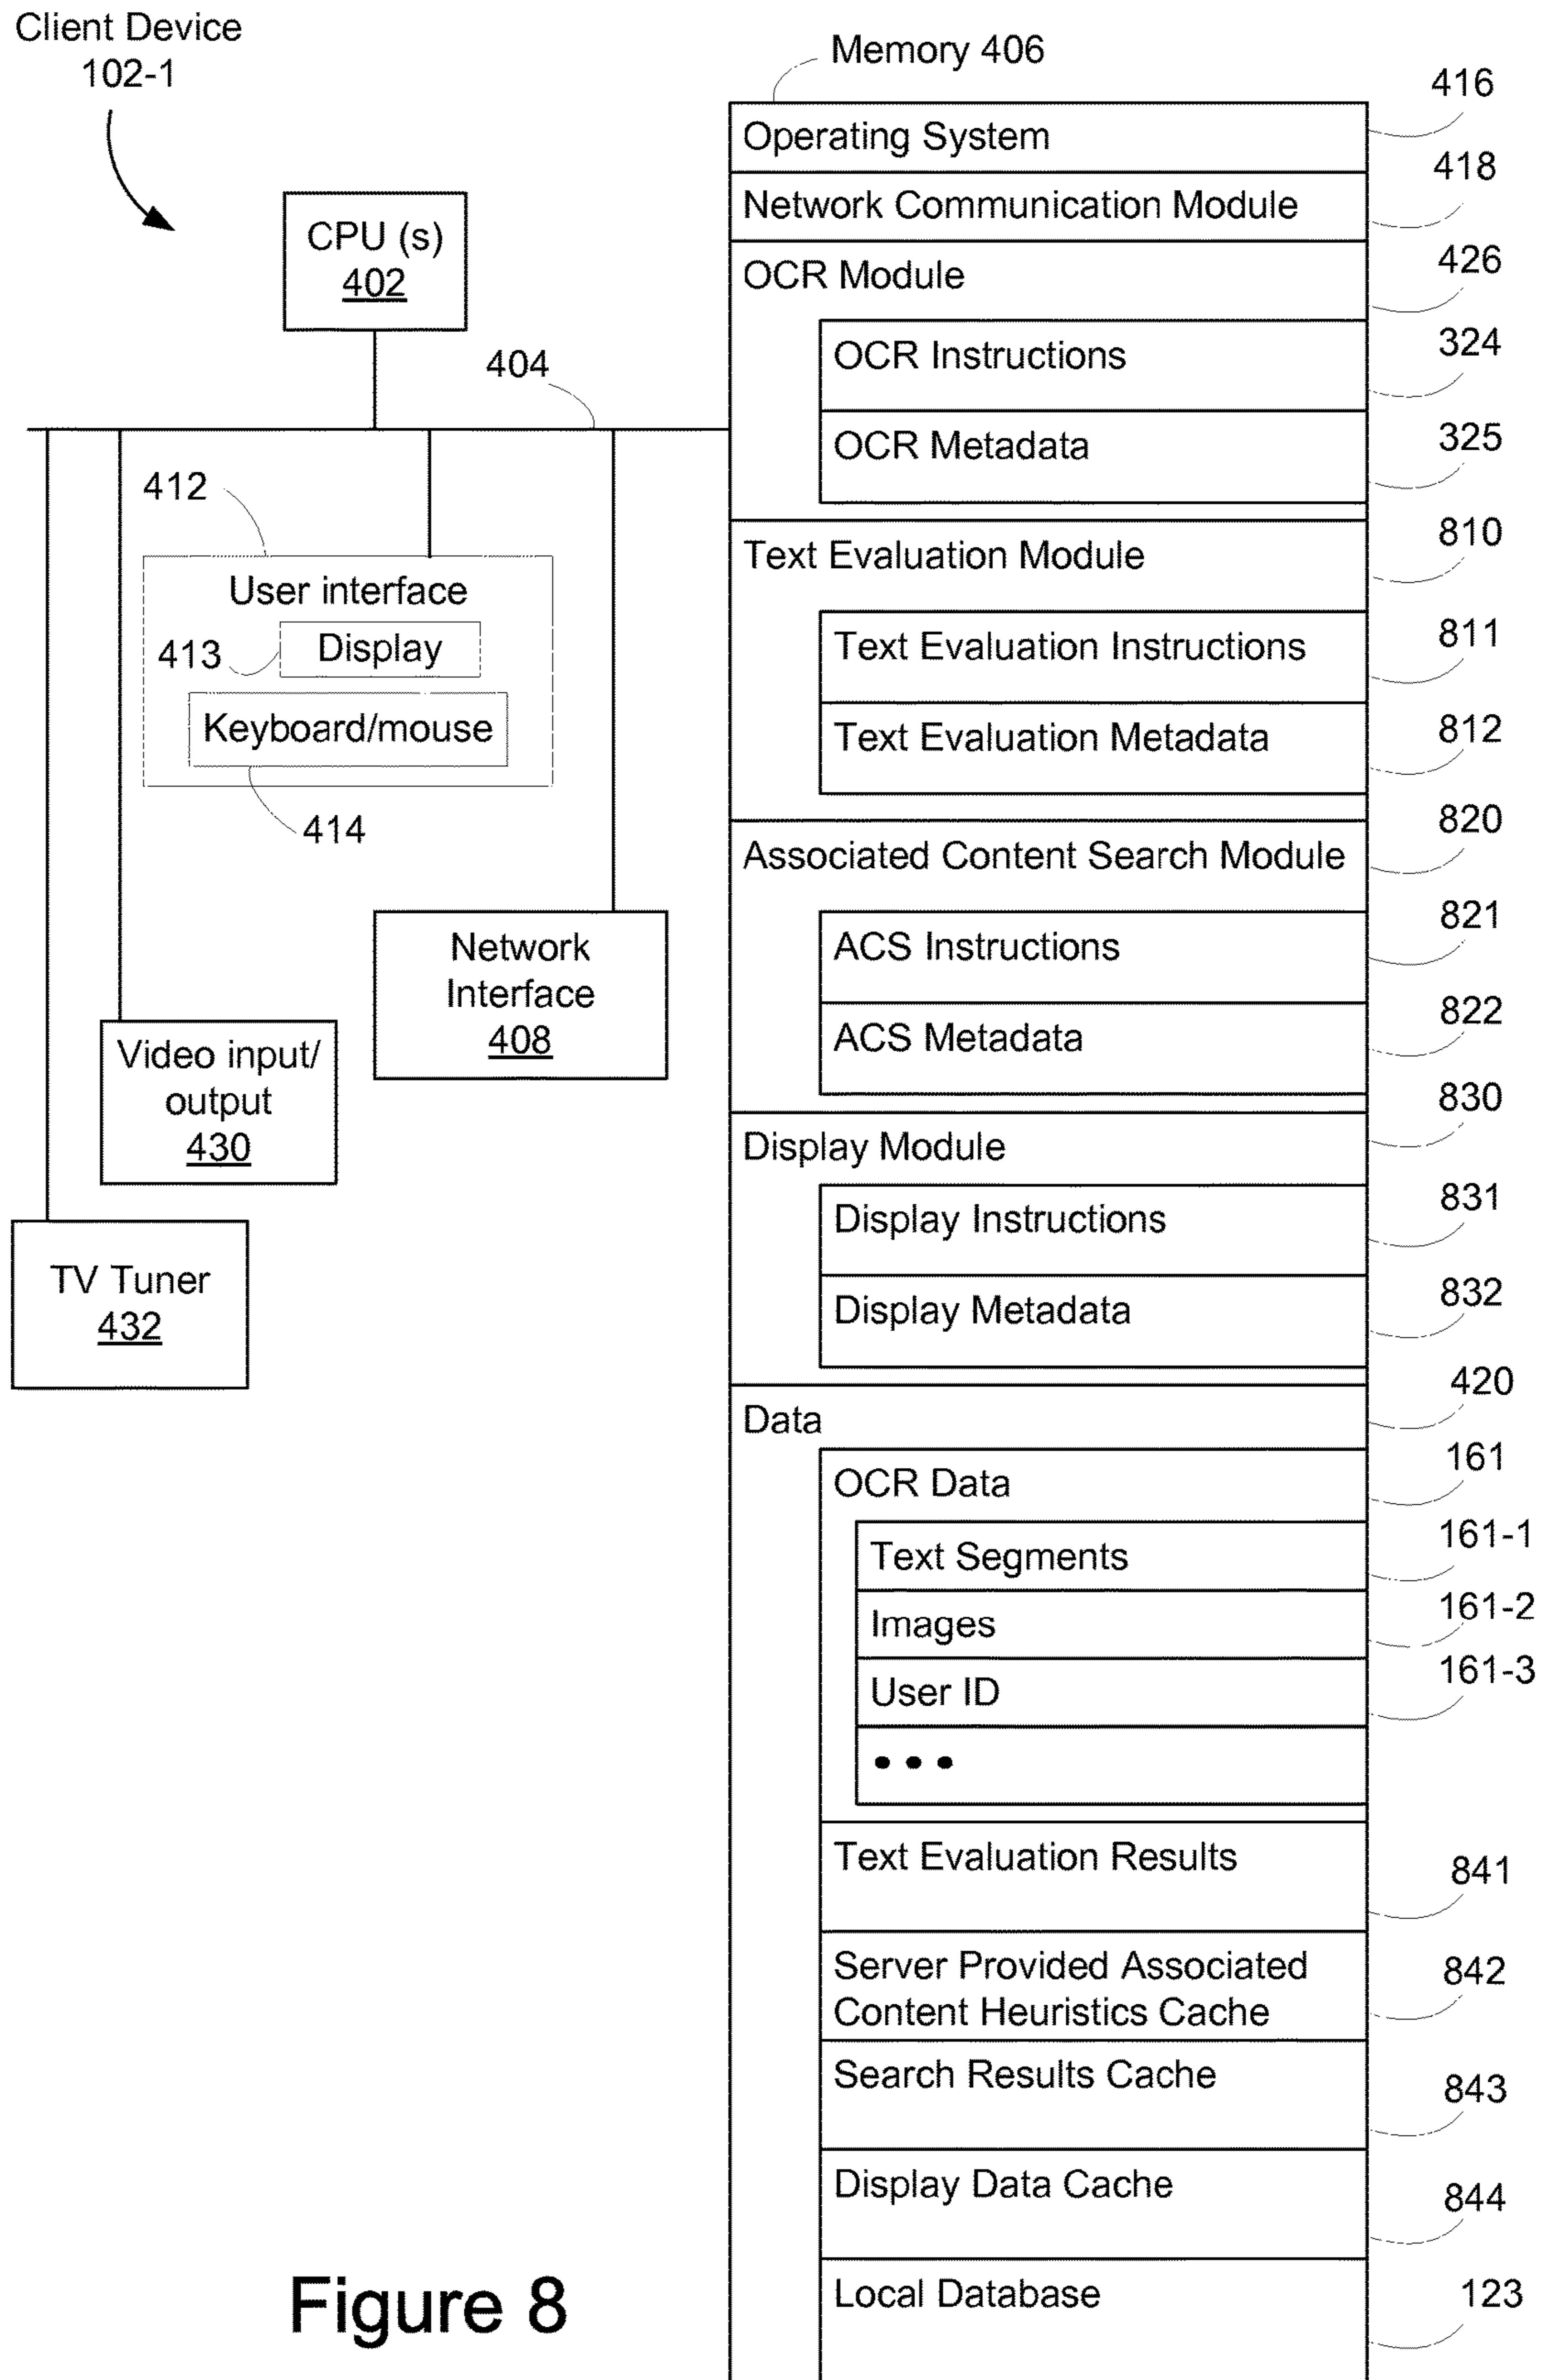 Client Device
102-1
CPU (s)
402
404
412
User interface
413
Display
Keyboard/mouse
414
Network
Interface
408
Video input/
output
430
TV Tuner
432
Memory 406
Operating System
416
Network Communication Module
418
OCR Module
426
OCR Instructions
324
OCR Metadata
325
Text Evaluation Module
810
Text Evaluation Instructions
811
Text Evaluation Metadata
812
Associated Content Search Module
820
ACS Instructions
821
ACS Metadata
822
Display Module
830
Display Instructions
831
Display Metadata
832
Data
420
OCR Data
161
Text Segments
161-1
Images
161-2
User ID
161-3
• • •
Text Evaluation Results
841
Server Provided Associated
Content Heuristics Cache
842
Search Results Cache
843
Display Data Cache
844
Local Database
123
Figure 8